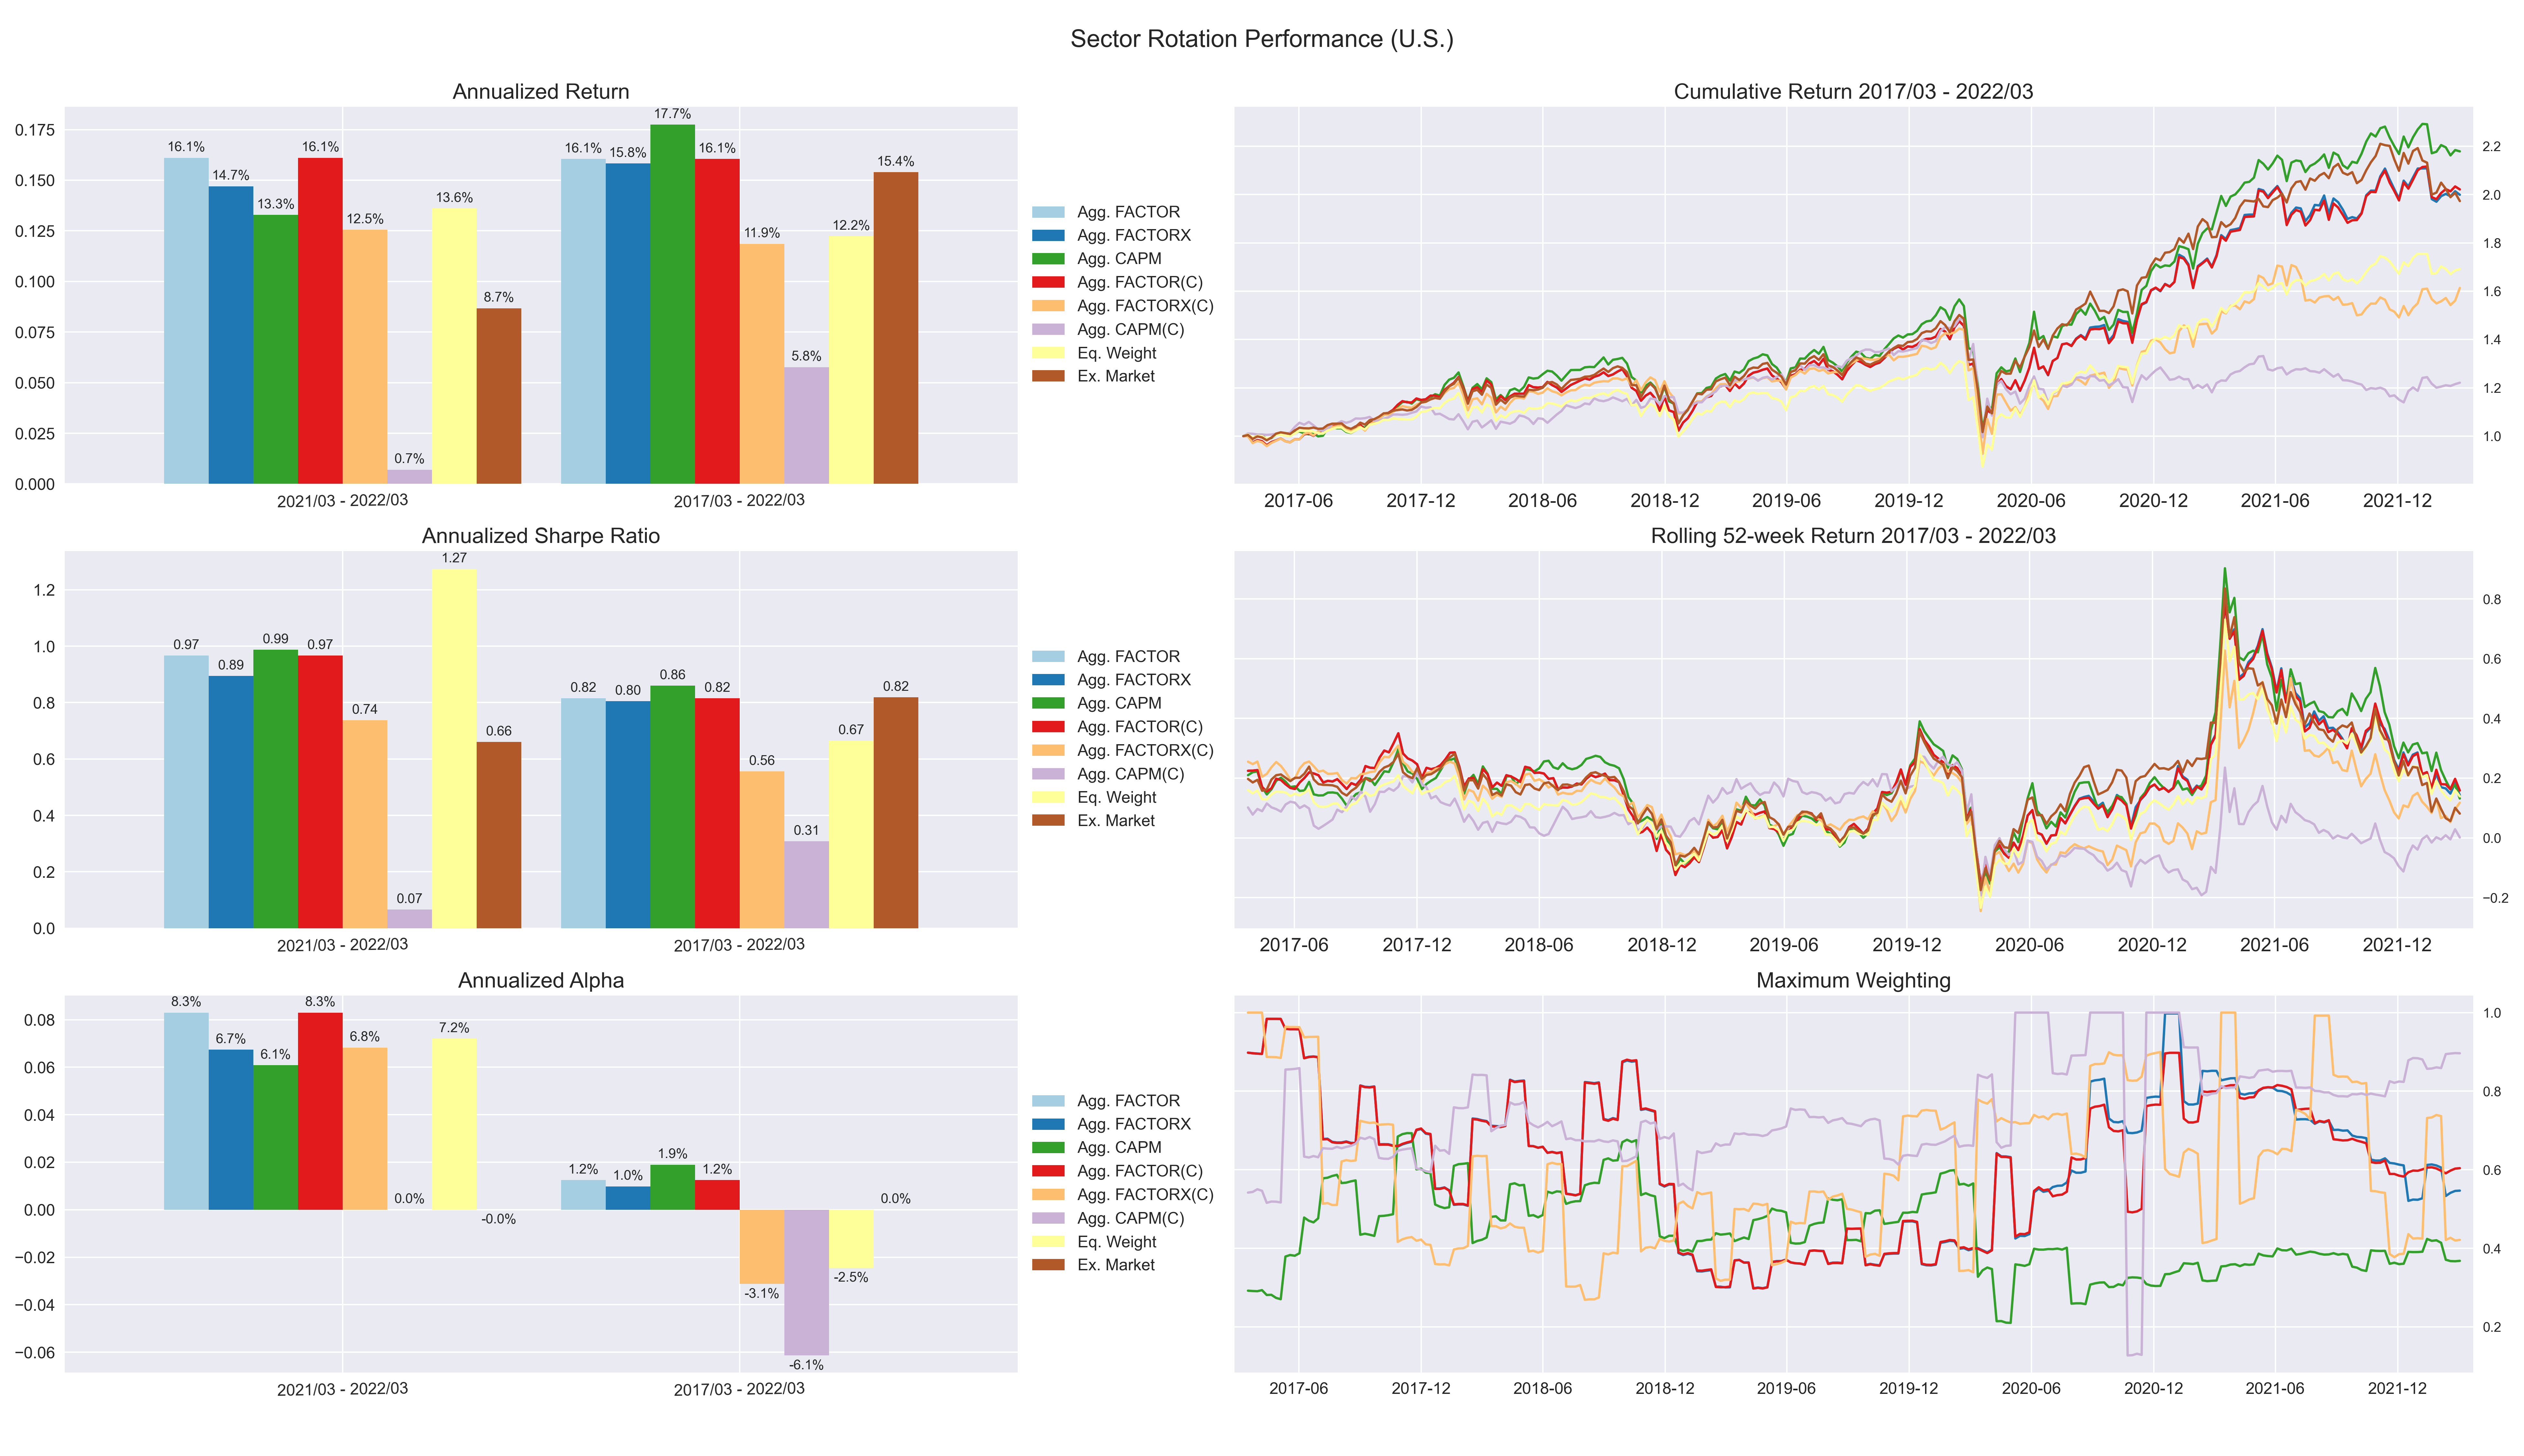 Sector Rotation Performance (U.S.)
Annualized Return
0.175
0.150
0.125
0.100
0.075
0.050
0.025
0.000
16.1%
14.7%
13.3%
16.1%
12.5%
0.7%
13.6%
8.7%
16.1%
15.8%
17.7%
16.1%
11.9%
5.8%
12.2%
15.4%
2021/03 - 2022/03
2017/03 - 2022/03
Agg. FACTOR
Agg. FACTORX
Agg. CAPM
Agg. FACTOR(C)
Agg. FACTORX(C)
Agg. CAPM(C)
Eq. Weight
Ex. Market
Cumulative Return 2017/03 - 2022/03
2.2
2.0
1.8
1.6
1.4
1.2
1.0
2017-06 2017-12 2018-06 2018-12 2019-06 2019-12 2020-06 2020-12 2021-06 2021-12
Annualized Sharpe Ratio
1.2
1.0
0.8
0.6
0.4
0.2
0.0
0.97
0.89
0.99
0.97
0.74
0.07
1.27
0.66
0.82
0.80
0.86
0.82
0.56
0.31
0.67
0.82
2021/03 - 2022/03
2017/03 - 2022/03
Agg. FACTOR
Agg. FACTORX
Agg. CAPM
Agg. FACTOR(C)
Agg. FACTORX(C)
Agg. CAPM(C)
Eq. Weight
Ex. Market
Rolling 52-week Return 2017/03 - 2022/03
0.8
0.6
0.4
0.2
0.0
−0.2
2017-06 2017-12 2018-06 2018-12 2019-06 2019-12 2020-06 2020-12 2021-06 2021-12
Annualized Alpha
0.08
0.06
0.04
0.02
0.00
−0.02
−0.04
−0.06
8.3%
6.7%
6.1%
8.3%
6.8%
0.0%
7.2%
-0.0%
1.2%
1.0%
1.9%
1.2%
-3.1%
-6.1%
-2.5%
0.0%
2021/03 - 2022/03
2017/03 - 2022/03
Agg. FACTOR
Agg. FACTORX
Agg. CAPM
Agg. FACTOR(C)
Agg. FACTORX(C)
Agg. CAPM(C)
Eq. Weight
Ex. Market
Maximum Weighting
1.0
0.8
0.6
0.4
0.2
2017-06 2017-12 2018-06 2018-12 2019-06 2019-12 2020-06 2020-12 2021-06 2021-12